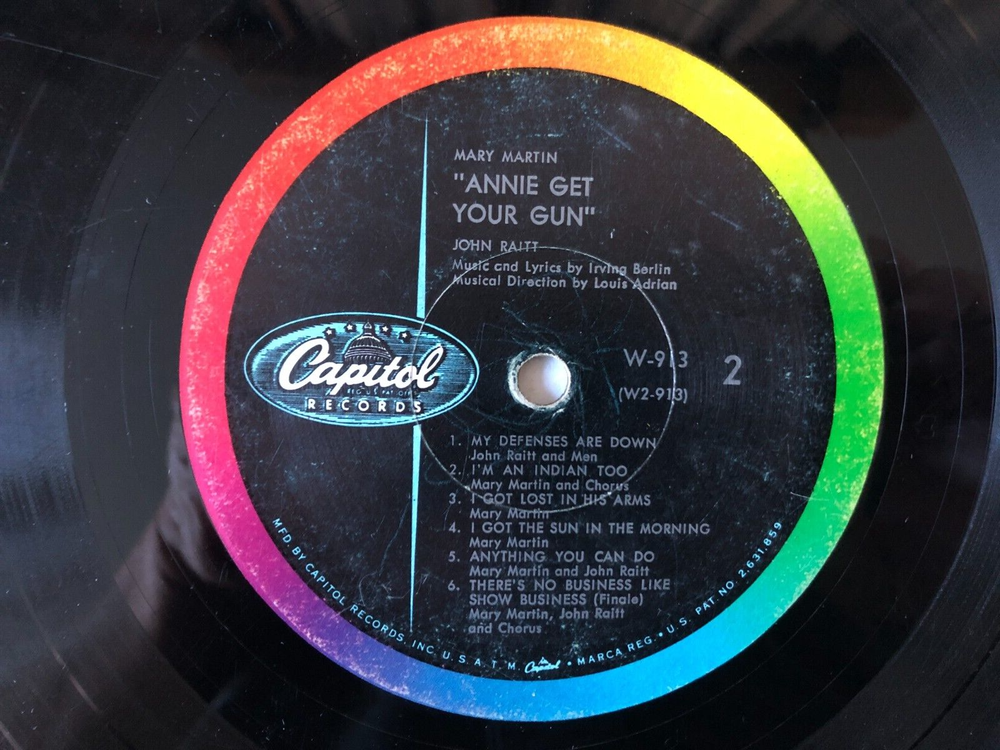 MARY MARTIN
"ANNIE GET
YOUR GUN"
JOHN RAITT
Music and Lyrics by Irving Berlin
Musical Direction by Louis Adrian
Capitol
RECORDS
W-913
2
(W2-913)
1. MY DEFENSES ARE DOWN
John Raitt and Men
2. I'M AN INDIAN TOO
Mary Martin and Chorus
3. I GOT LOST IN HIS ARMS
Mary Martin
4. I GOT THE SUN IN THE MORNING
Mary Martin
5. ANYTHING YOU CAN DO
Mary Martin and John Raitt
6. THERE'S NO BUSINESS LIKE
SHOW BUSINESS (Finale)
Mary Martin, John Raitt
and Chorus
MFD. BY CAPITOL RECORDS, INC. U. S. A. T. M. Capitol • MARCA REG. • U. S. PAT. NO. 2,631,859